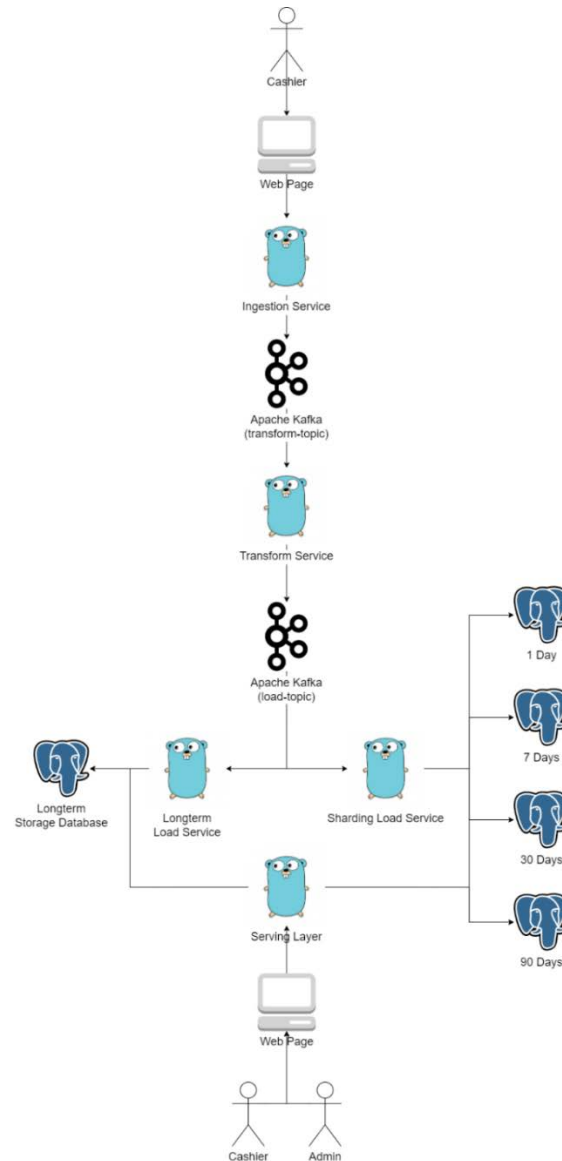 Cashier
Web Page
Ingestion Service
Apache Kafka
(transform-topic)
Transform Service
Apache Kafka
(load-topic)
1 Day
7 Days
Longterm
Storage Database
Longterm
Load Service
Sharding Load Service
30 Days
Serving Layer
90 Days
Web Page
Cashier
Admin